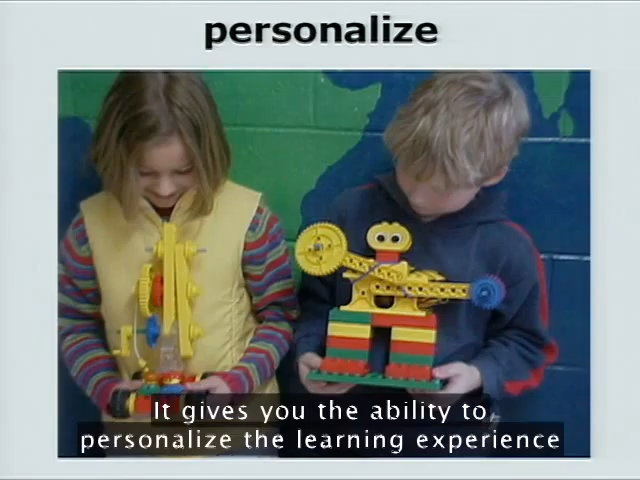 personalize
It gives you the ability to
personalize the learning experience